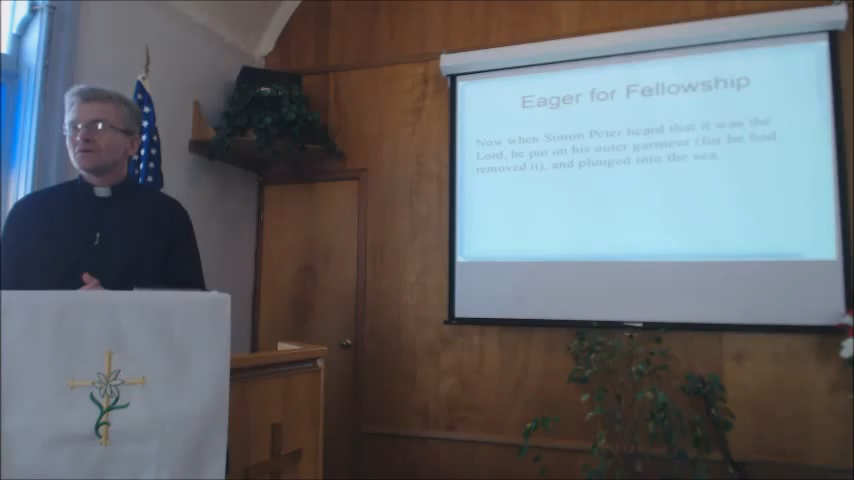 Eager for Fellowship
Now when Simon Peter heard that it was the
Lord, he put on his outer garment (for he had
removed it), and plunged into the sea.